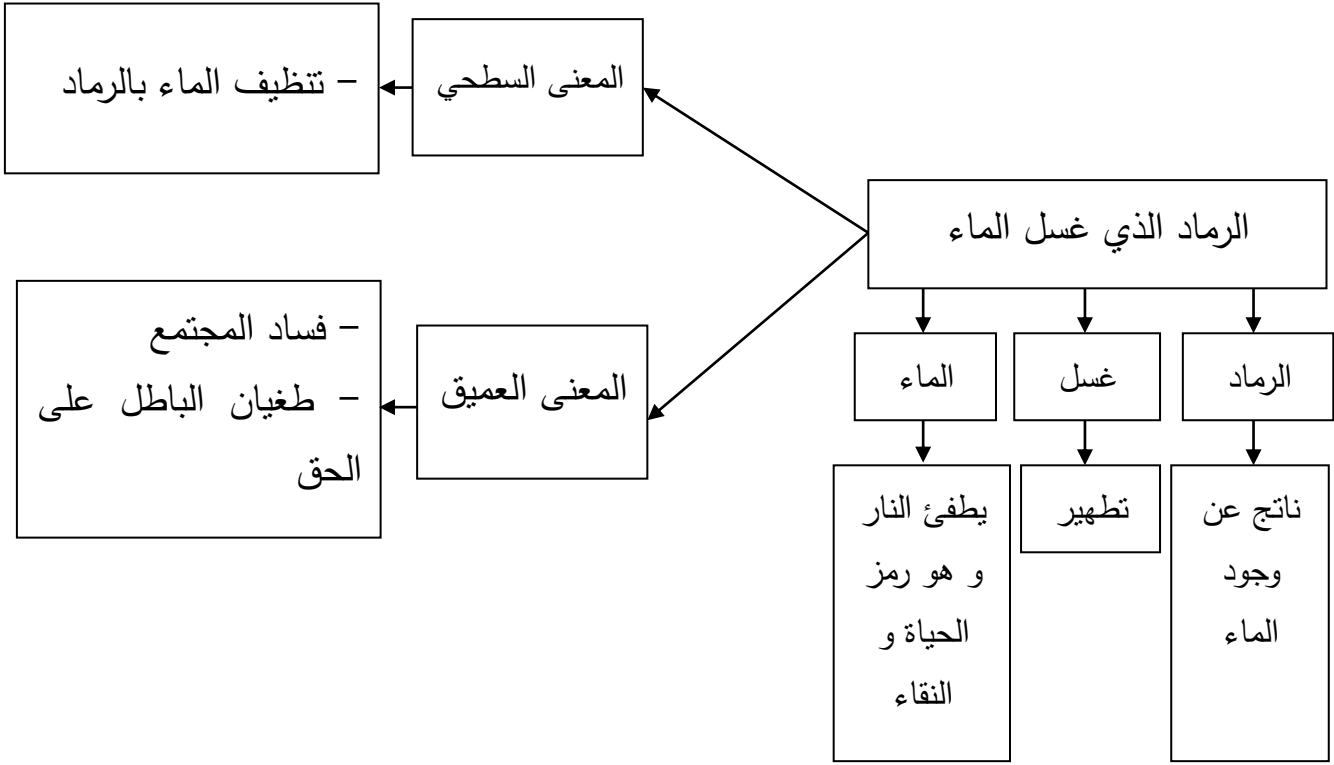 الرماد الذي غسل الماء
الرماد
غسل
الماء
ناتج عن
وجود
الماء
تطهير
يطفئ النار
و هو رمز
الحياة و
النقاء
المعنى السطحي
– تنظيف الماء بالرماد
المعنى العميق
– فساد المجتمع
– طغيان الباطل على
الحق